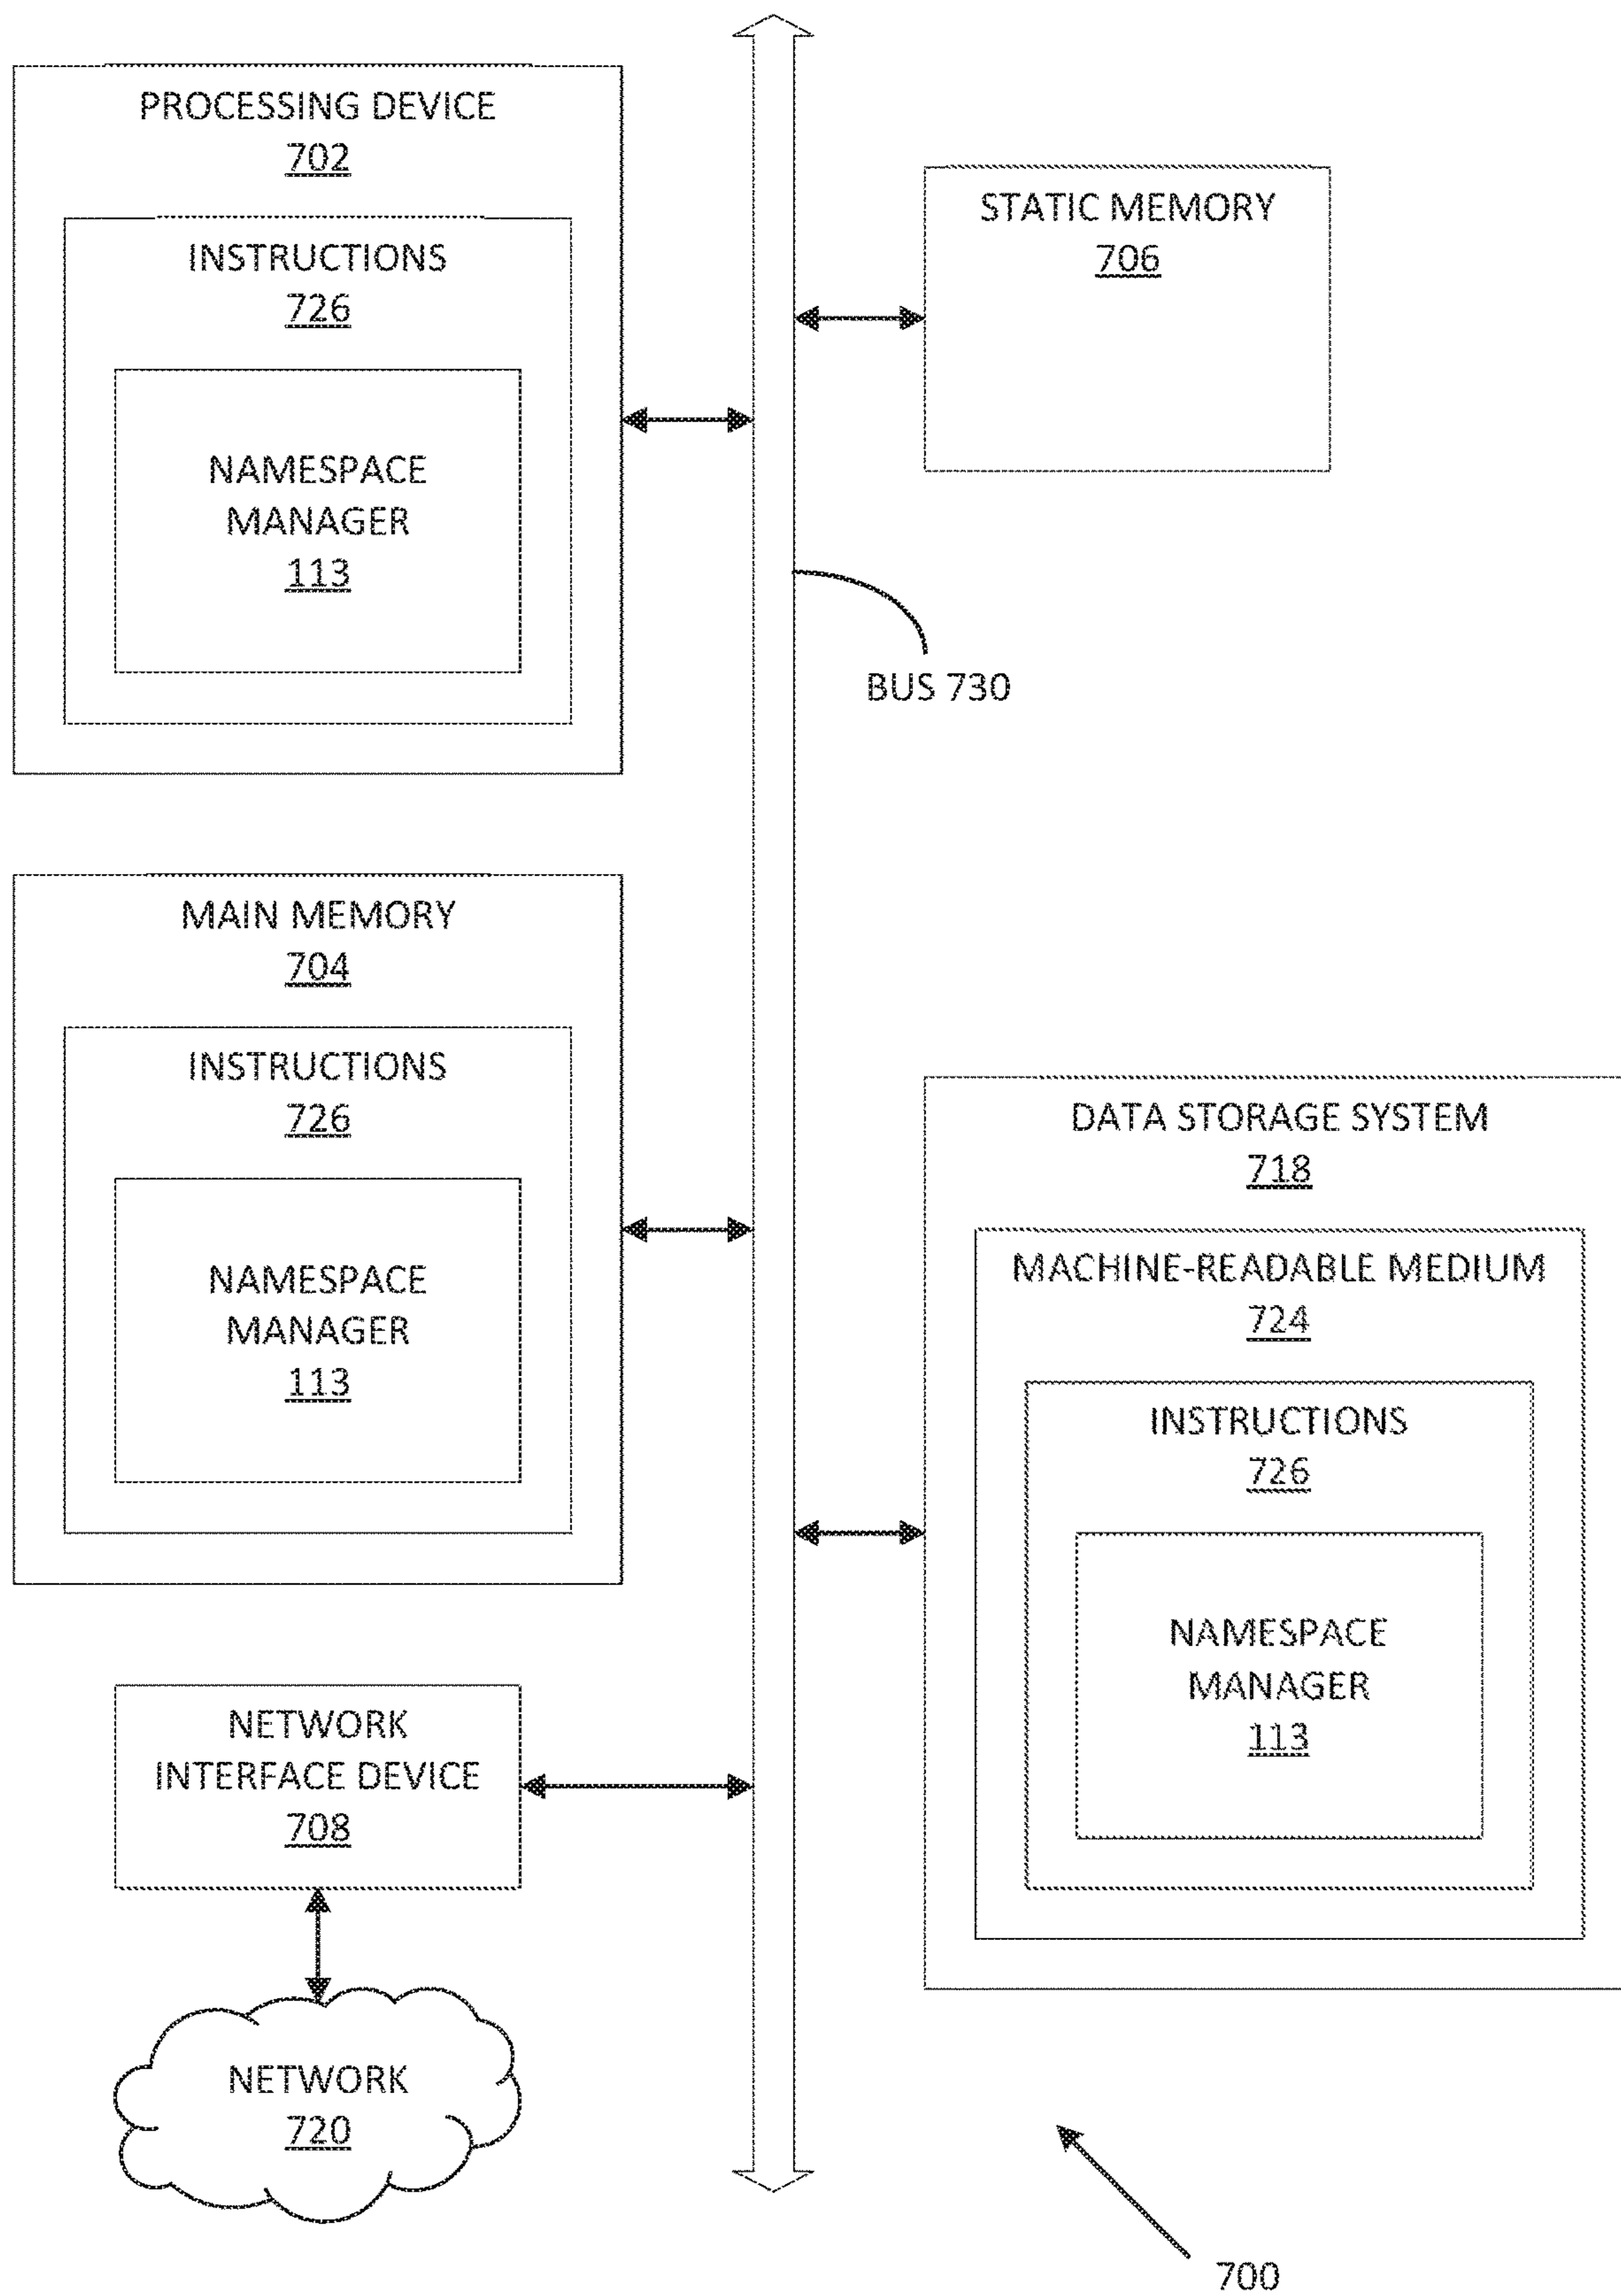 PROCESSING DEVICE
702
INSTRUCTIONS
726
NAMESPACE
MANAGER
113
STATIC MEMORY
706
BUS 730
MAIN MEMORY
704
INSTRUCTIONS
726
NAMESPACE
MANAGER
113
DATA STORAGE SYSTEM
718
MACHINE-READABLE MEDIUM
724
INSTRUCTIONS
726
NAMESPACE
MANAGER
113
NETWORK
INTERFACE DEVICE
708
NETWORK
720
700